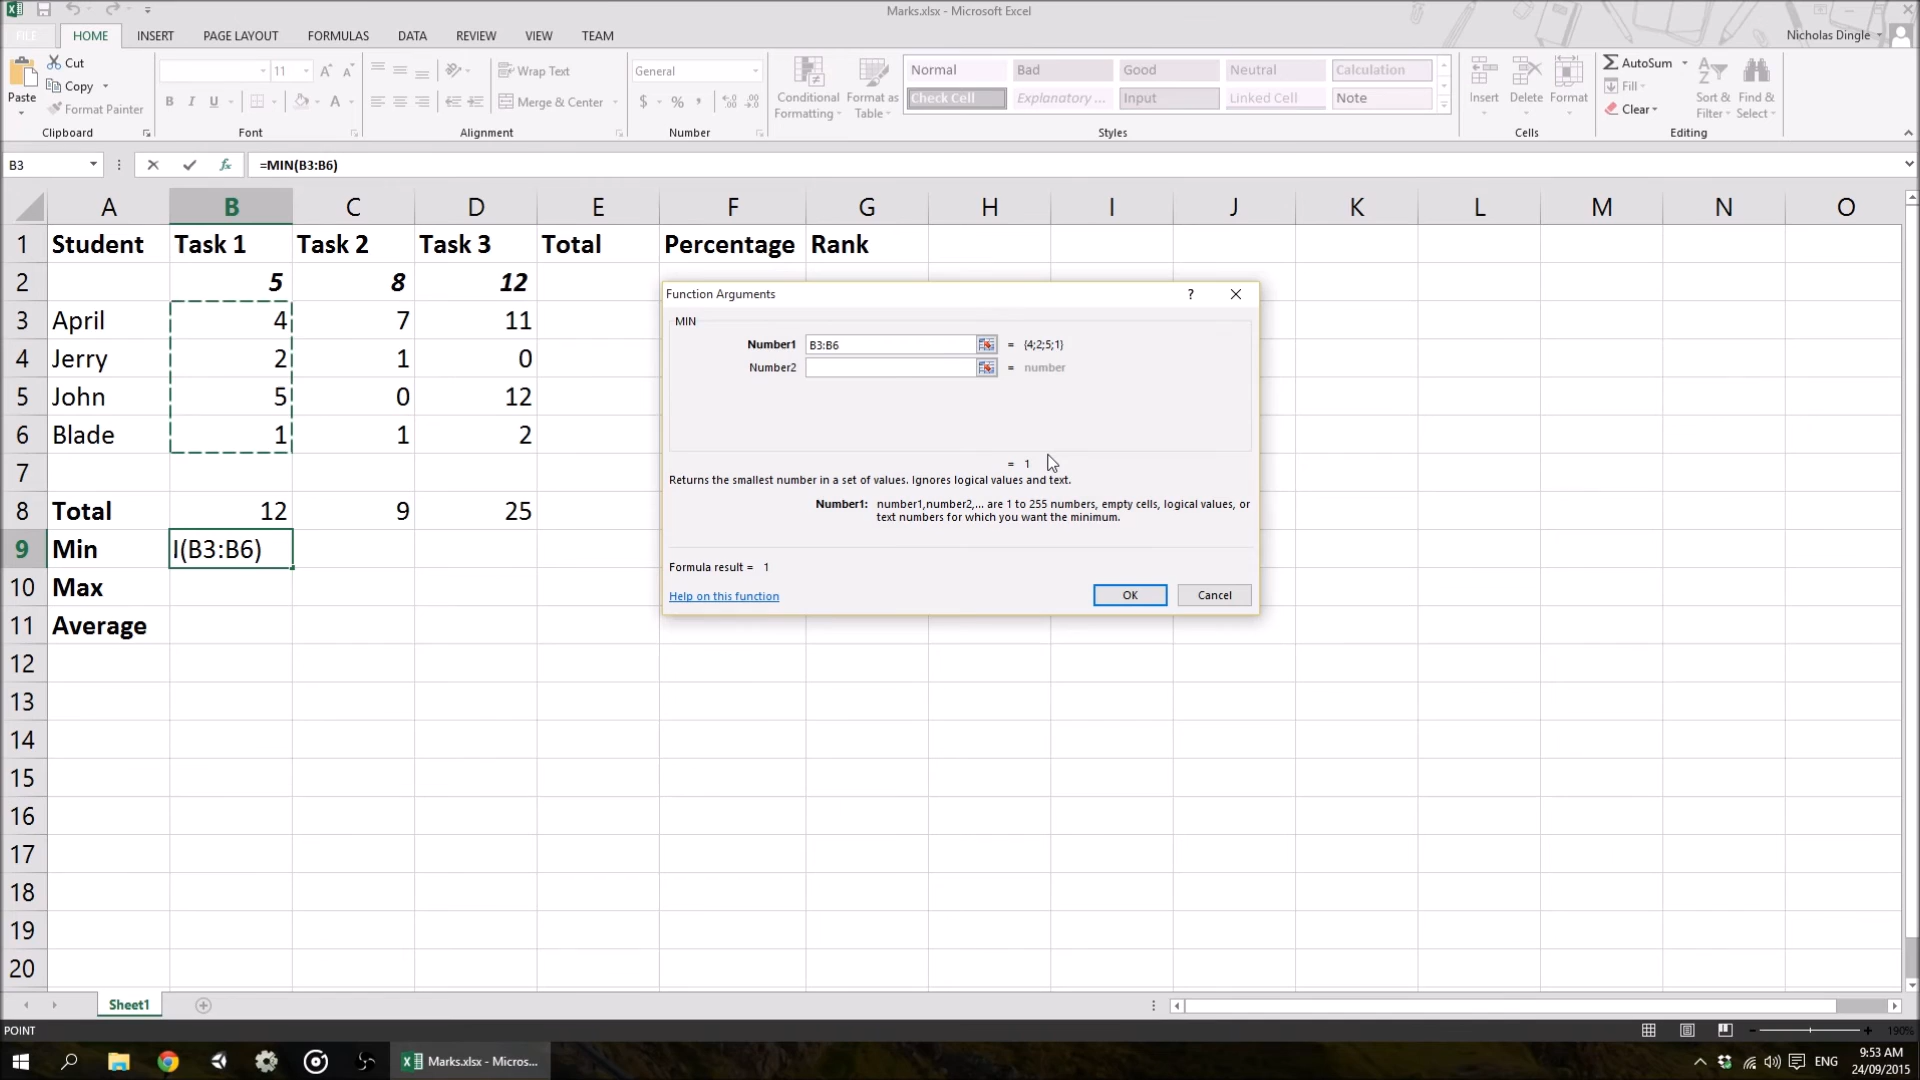 Marks.xlsx - Microsoft Excel
FILE HOME INSERT PAGE LAYOUT FORMULAS DATA REVIEW VIEW TEAM Nicholas Dingle
Paste Cut Copy Format Painter Clipboard
11 B I U A Font
Wrap Text Merge & Center Alignment
General $ % , Number
Conditional Formatting Format as Table
Normal Bad Good Neutral Calculation
Check Cell Explanatory ... Input Linked Cell Note
Styles
Insert Delete Format Cells
AutoSum Fill Clear Sort & Filter Find & Select Editing
B3 fx =MIN(B3:B6)
A B C D E F G H I J K L M N O
1 Student Task 1 Task 2 Task 3 Total Percentage Rank
2 5 8 12
3 April 4 7 11
4 Jerry 2 1 0
5 John 5 0 12
6 Blade 1 1 2
7
8 Total 12 9 25
9 Min I(B3:B6)
10 Max
11 Average
12
13
14
15
16
17
18
19
20
Function Arguments ?
MIN
Number1 B3:B6 = {4;2;5;1}
Number2 = number
= 1
Returns the smallest number in a set of values. Ignores logical values and text.
Number1: number1,number2,... are 1 to 255 numbers, empty cells, logical values, or
text numbers for which you want the minimum.
Formula result = 1
Help on this function OK Cancel
Sheet1
POINT 190%
Marks.xlsx - Micros... ENG 9:53 AM
24/09/2015